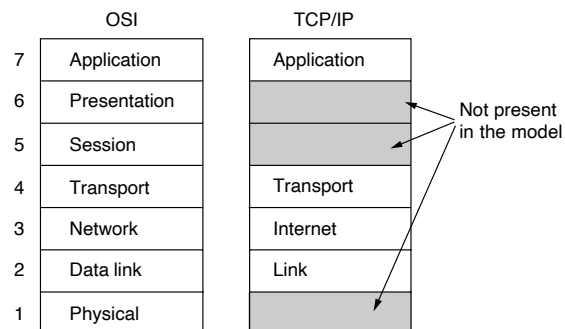 OSI TCP/IP
7 Application Application
6 Presentation
5 Session
4 Transport Transport
3 Network Internet
2 Data link Link
1 Physical
Not present
in the model